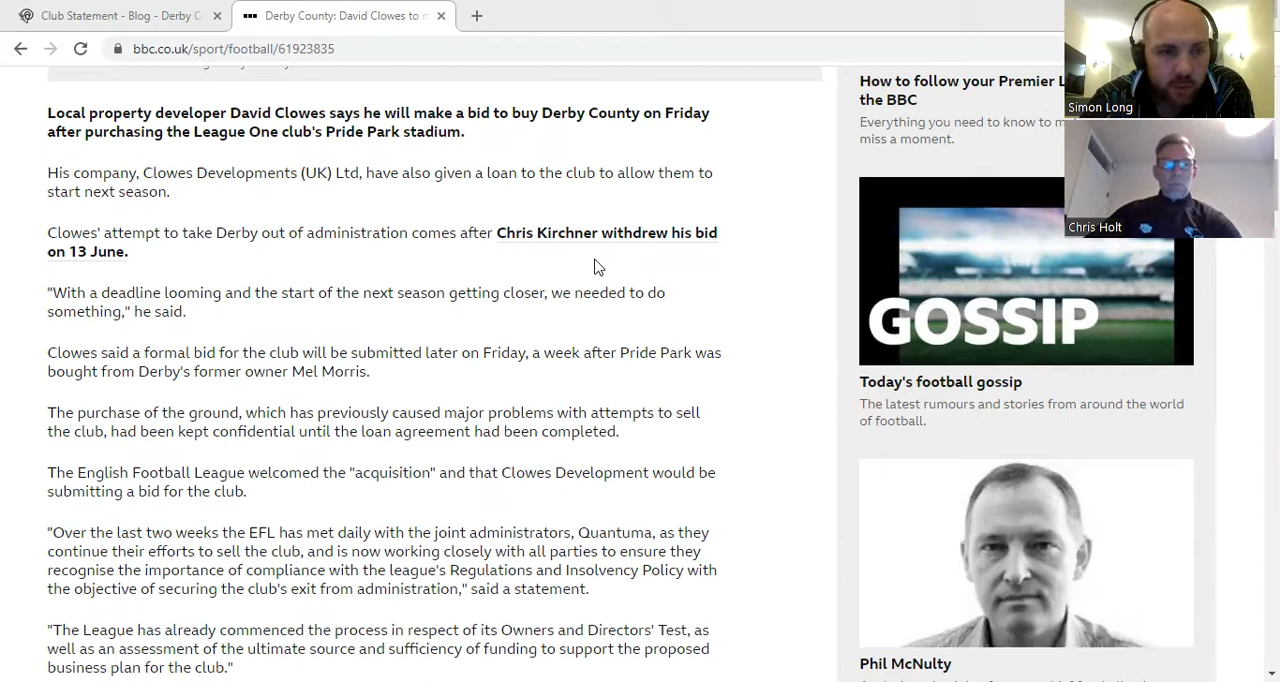 Club Statement - Blog - Derby C
Derby County: David Clowes to m
bbc.co.uk/sport/football/61923835
Local property developer David Clowes says he will make a bid to buy Derby County on Friday
after purchasing the League One club's Pride Park stadium.
His company, Clowes Developments (UK) Ltd, have also given a loan to the club to allow them to
start next season.
Clowes' attempt to take Derby out of administration comes after Chris Kirchner withdrew his bid
on 13 June.
"With a deadline looming and the start of the next season getting closer, we needed to do
something," he said.
Clowes said a formal bid for the club will be submitted later on Friday, a week after Pride Park was
bought from Derby's former owner Mel Morris.
The purchase of the ground, which has previously caused major problems with attempts to sell
the club, had been kept confidential until the loan agreement had been completed.
The English Football League welcomed the "acquisition" and that Clowes Development would be
submitting a bid for the club.
"Over the last two weeks the EFL has met daily with the joint administrators, Quantuma, as they
continue their efforts to sell the club, and is now working closely with all parties to ensure they
recognise the importance of compliance with the league's Regulations and Insolvency Policy with
the objective of securing the club's exit from administration," said a statement.
"The League has already commenced the process in respect of its Owners and Directors' Test, as
well as an assessment of the ultimate source and sufficiency of funding to support the proposed
business plan for the club."
How to follow your Premier L
the BBC
Everything you need to know to m
miss a moment.
GOSSIP
Today's football gossip
The latest rumours and stories from around the world
of football.
Phil McNulty
Simon Long
Chris Holt